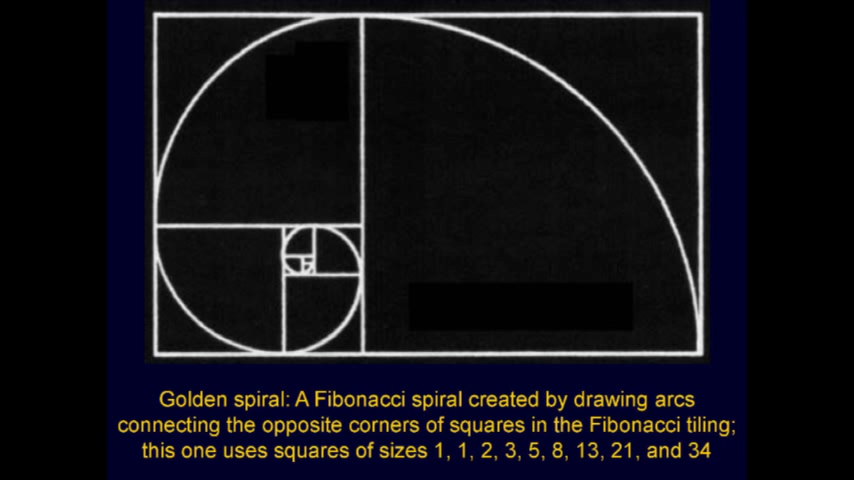 Golden spiral: A Fibonacci spiral created by drawing arcs
connecting the opposite corners of squares in the Fibonacci tiling;
this one uses squares of sizes 1, 1, 2, 3, 5, 8, 13, 21, and 34